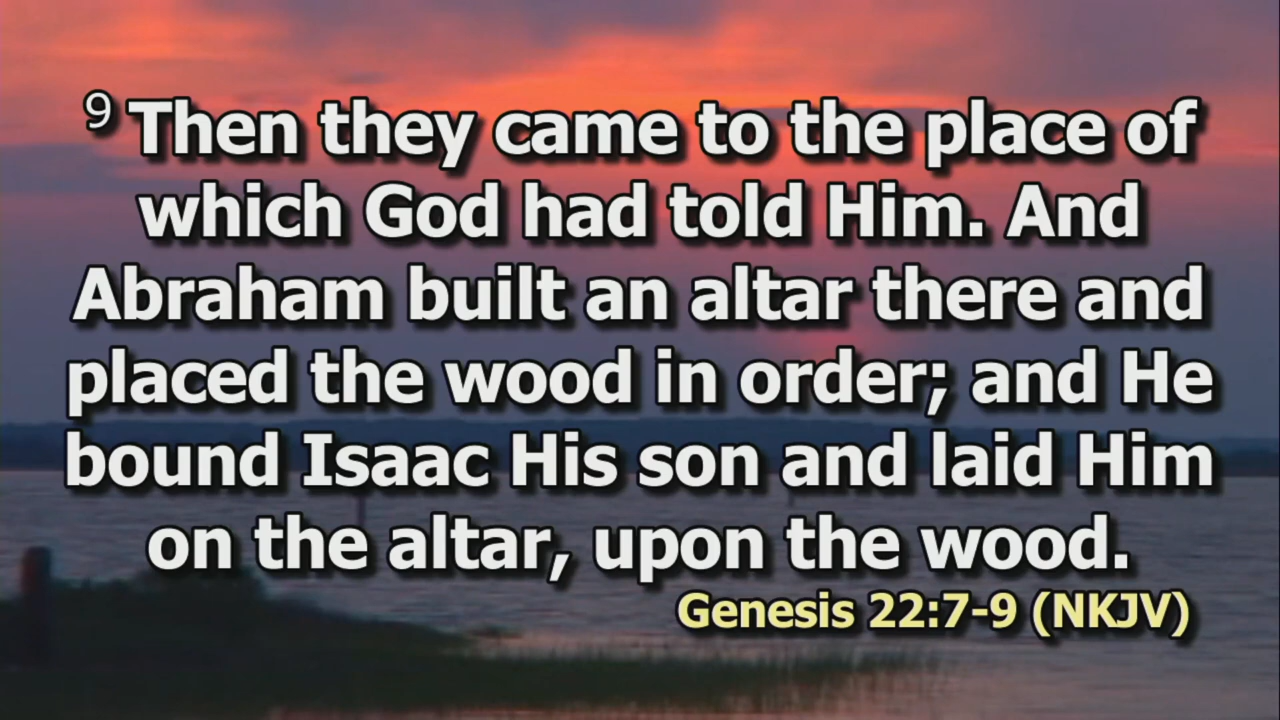 9 Then they came to the place of
which God had told Him. And
Abraham built an altar there and
placed the wood in order; and He
bound Isaac His son and laid Him
on the altar, upon the wood.
Genesis 22:7-9 (NKJV)